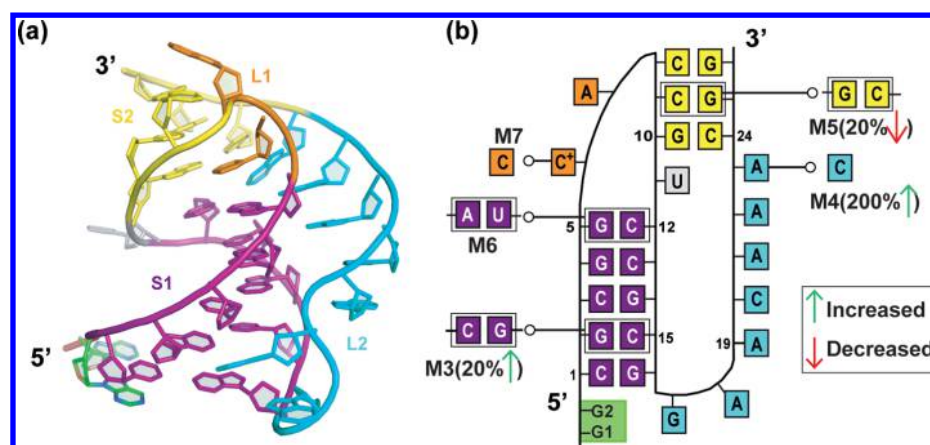 (a)
3’
L1
S2
S1
5’
L2
(b)
3’
C G
A
C G
G C
M5(20%↓)
M7
10 G C 24
C C⁺
A C
U
M4(200%↑)
A U
A
5 G C 12
M6
G C
A
C G
C
C G
G C 15
19 A
M3(20%↑)
1 C G
A
5’
G
G2
G1
↑ Increased
↓ Decreased